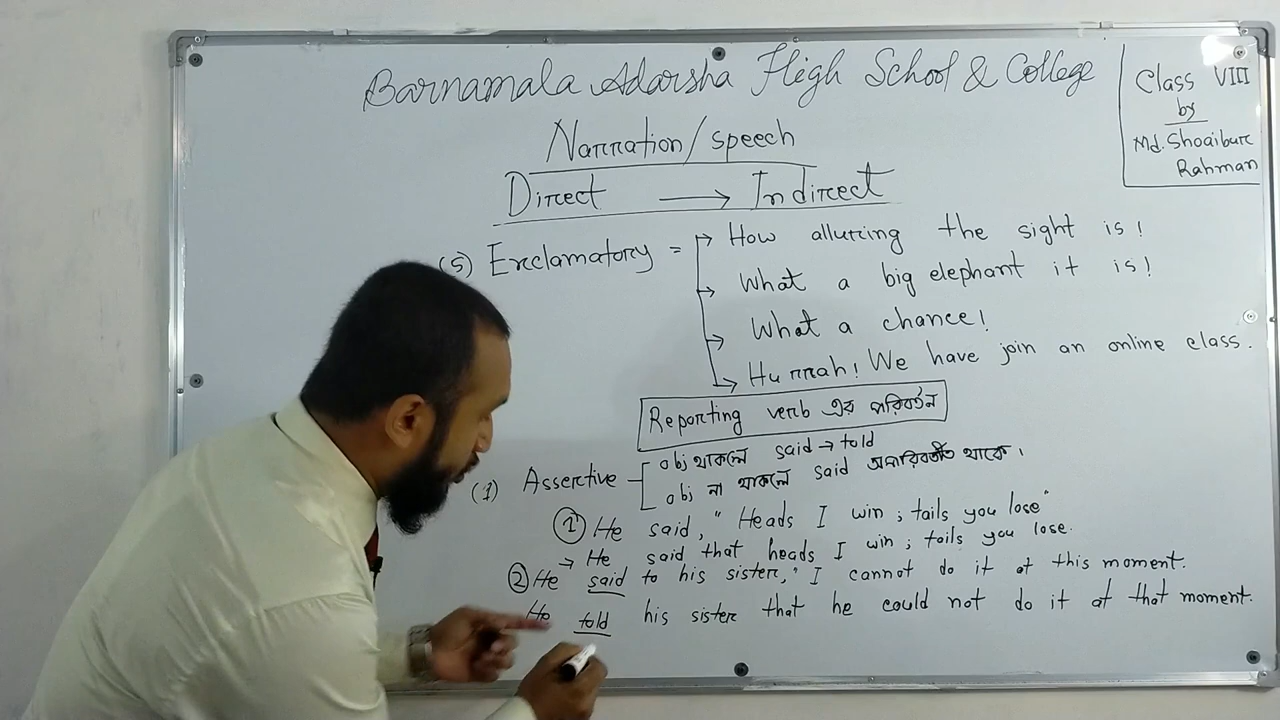 Barnamala Adarsha High School & College
Class VIII
by
Md. Shoaibur
Rahman
Narration/speech
Direct → Indirect
(5) Exclamatory = How alluring the sight is!
What a big elephant it is!
What a chance!
Hurrah! We have join an online class.
Reporting verb এর পরিবর্তন
(1) Assertive obj থাকলে said → told
obj না থাকলে said অপরিবর্তীত থাকে।
① He said, "Heads I win ; tails you lose"
→ He said that heads I win ; tails you lose.
② He said to his sister, "I cannot do it at this moment.
He told his sister that he could not do it at that moment.